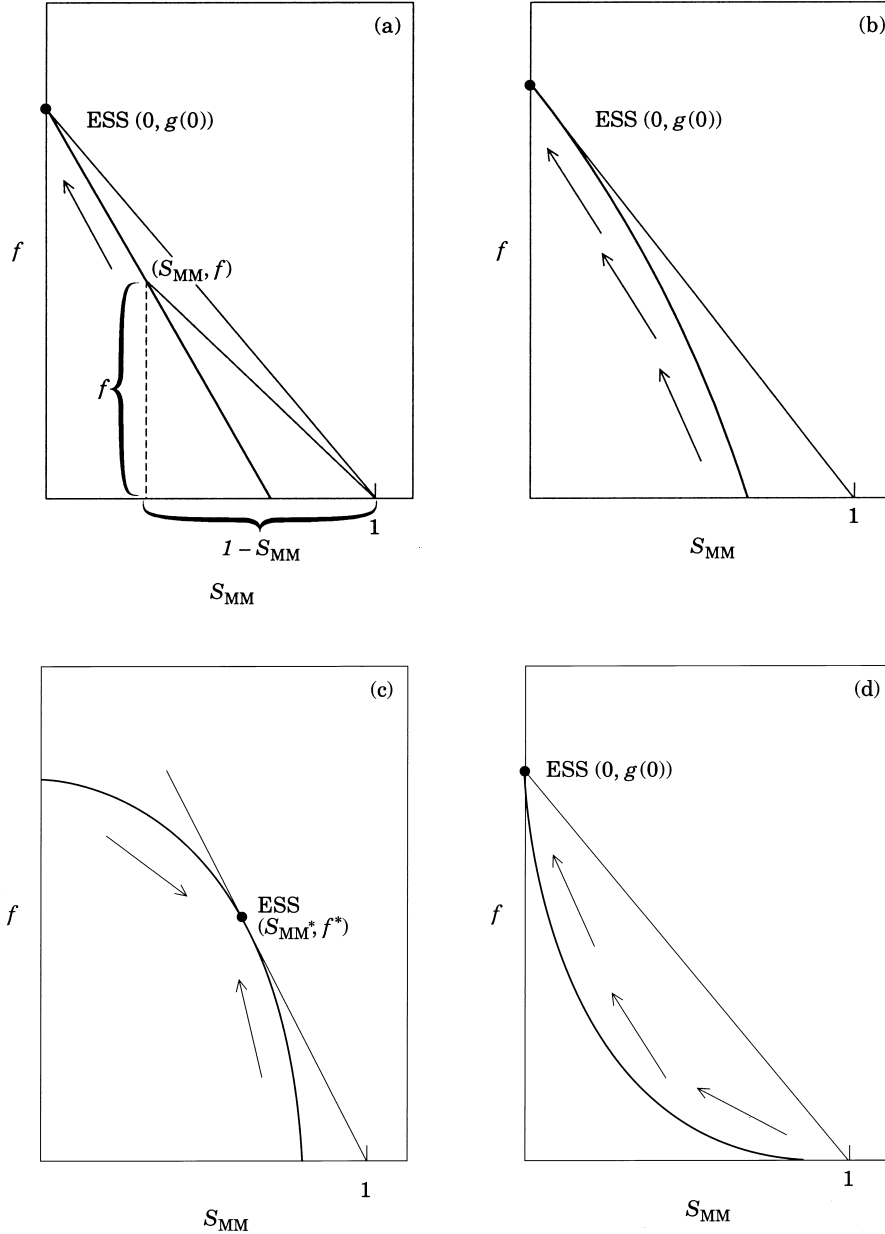 (a)
ESS (0, g(0))
f
(S_MM, f)
f
1
1 – S_MM
S_MM
(b)
ESS (0, g(0))
f
1
S_MM
(c)
ESS
(S_MM*, f*)
f
1
S_MM
(d)
ESS (0, g(0))
f
1
S_MM